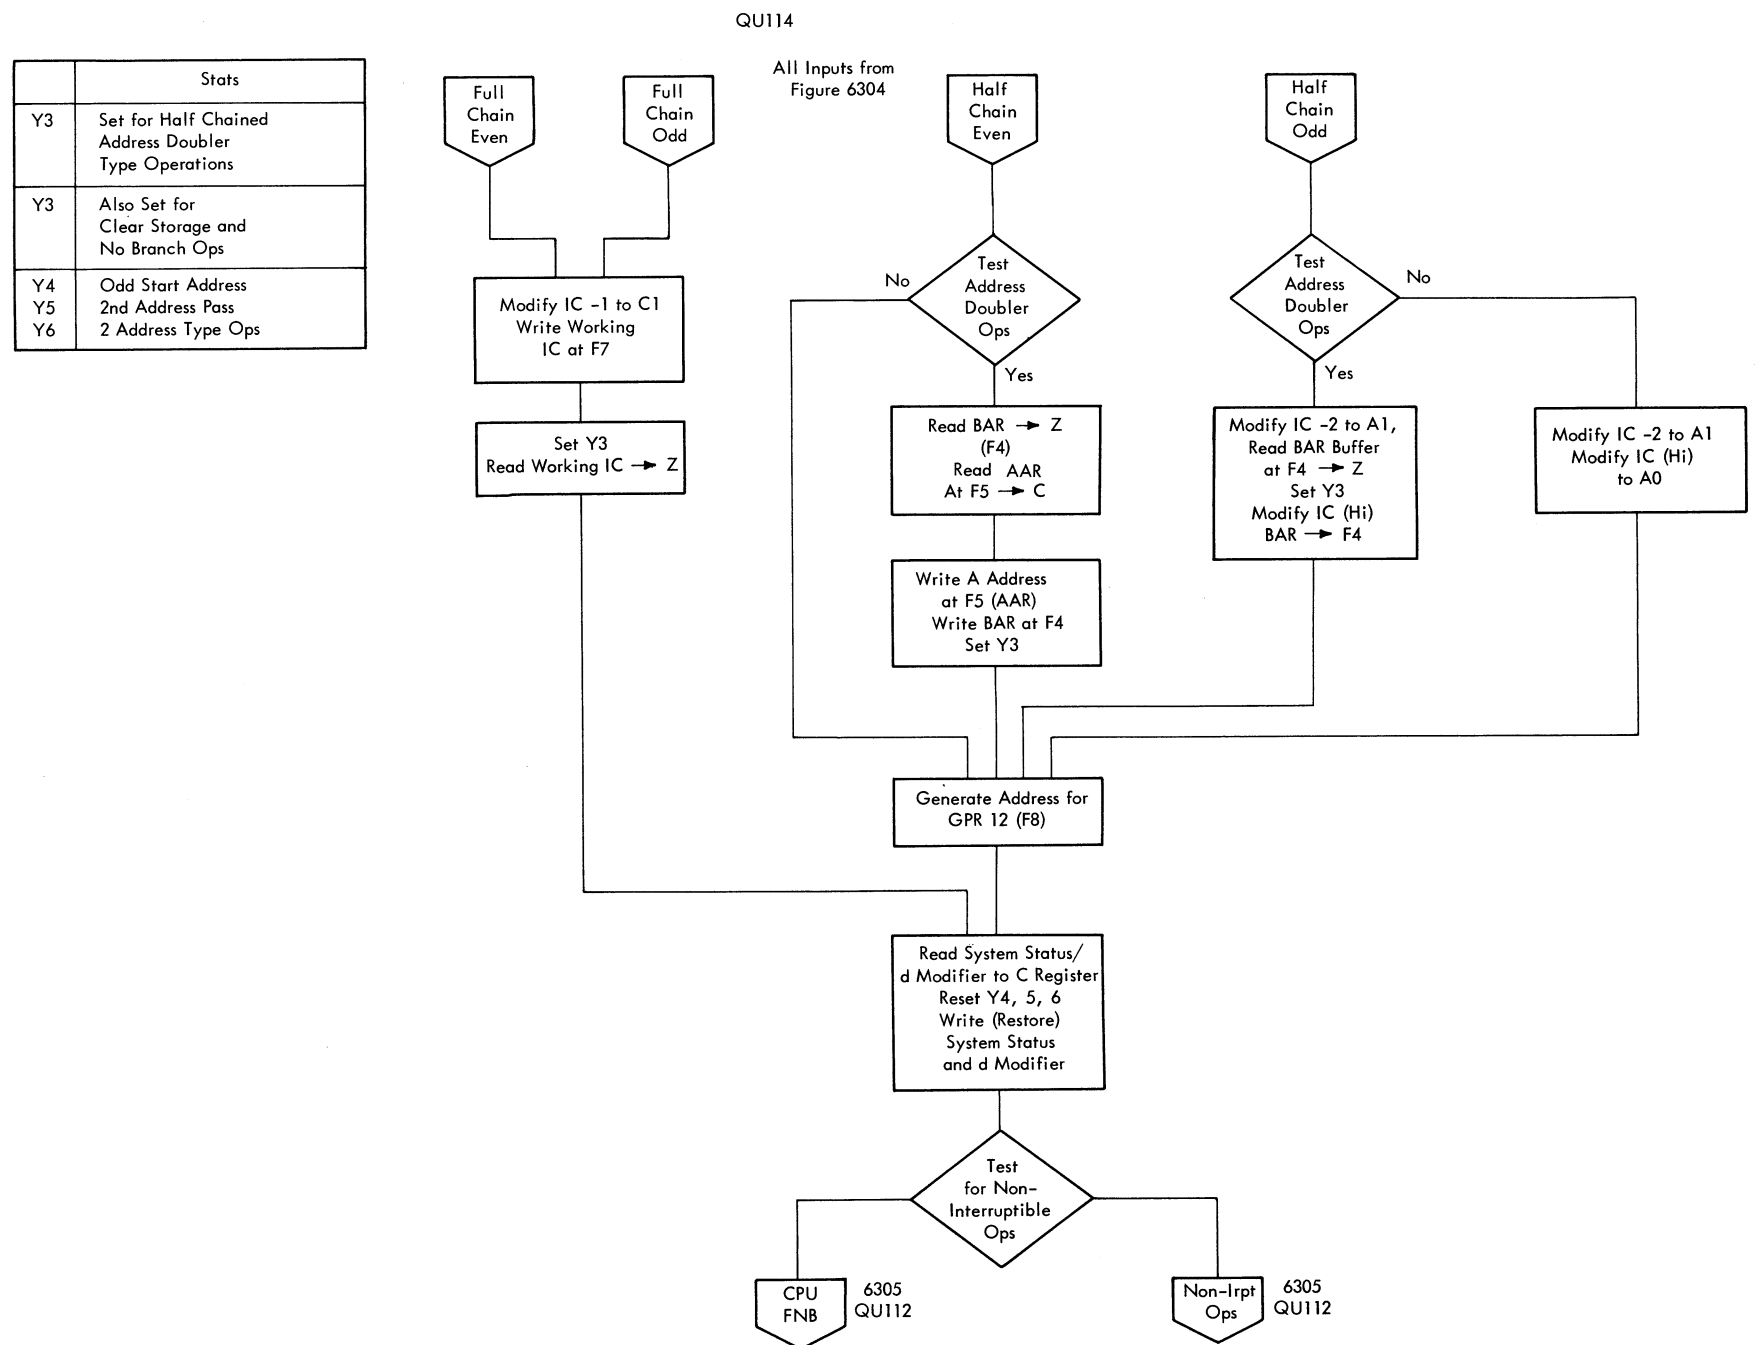 QU114
Stats
Y3 Set for Half Chained
Address Doubler
Type Operations
Y3 Also Set for
Clear Storage and
No Branch Ops
Y4 Odd Start Address
Y5 2nd Address Pass
Y6 2 Address Type Ops
Full
Chain
Even
Full
Chain
Odd
All Inputs from
Figure 6304
Half
Chain
Even
Half
Chain
Odd
Modify IC -1 to C1
Write Working
IC at F7
Set Y3
Read Working IC → Z
No
Test
Address
Doubler
Ops
Yes
Read BAR → Z
(F4)
Read AAR
At F5 → C
Write A Address
at F5 (AAR)
Write BAR at F4
Set Y3
Test
Address
Doubler
Ops
No
Yes
Modify IC -2 to A1,
Read BAR Buffer
at F4 → Z
Set Y3
Modify IC (Hi)
BAR → F4
Modify IC -2 to A1
Modify IC (Hi)
to A0
Generate Address for
GPR 12 (F8)
Read System Status/
d Modifier to C Register
Reset Y4, 5, 6
Write (Restore)
System Status
and d Modifier
Test
for Non-
Interruptible
Ops
CPU
FNB
6305
QU112
Non-Irpt
Ops
6305
QU112